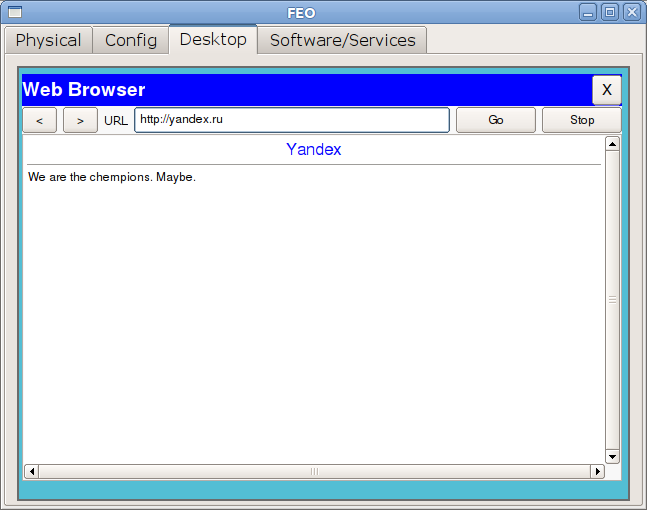 FEO
Physical Config Desktop Software/Services
Web Browser X
< > URL http://yandex.ru Go Stop
Yandex
We are the chempions. Maybe.